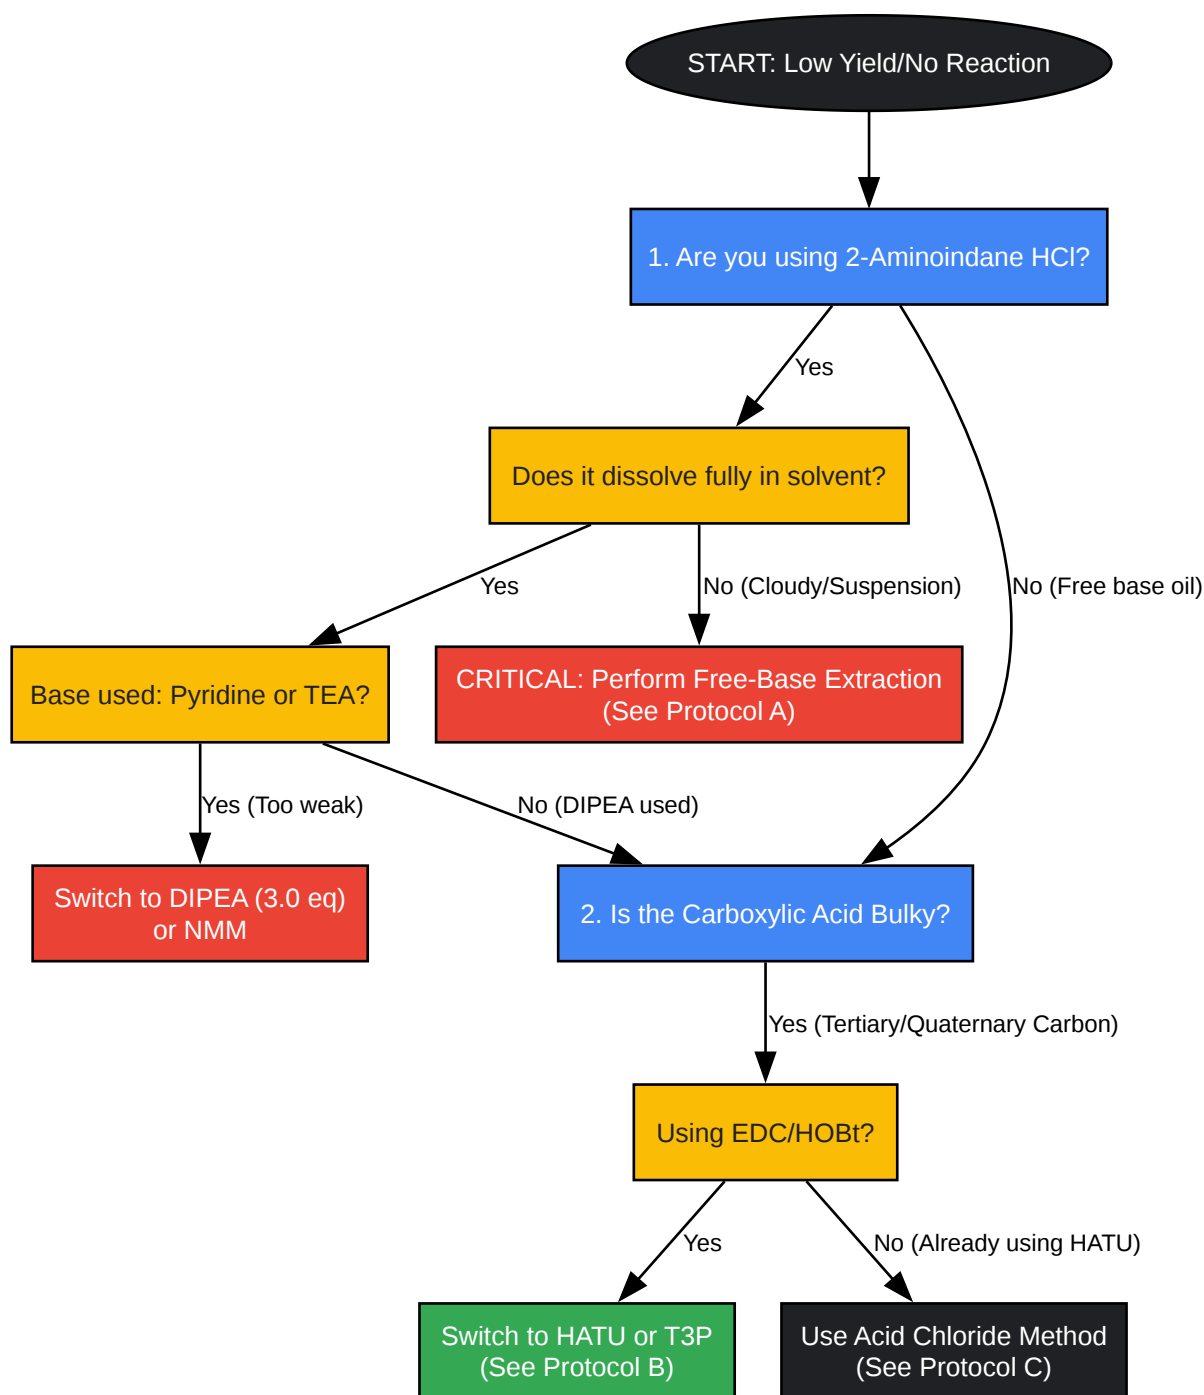 START: Low Yield/No Reaction
1. Are you using 2-Aminoindane HCl?
Yes
Does it dissolve fully in solvent?
Yes
No (Cloudy/Suspension)
No (Free base oil)
Base used: Pyridine or TEA?
CRITICAL: Perform Free-Base Extraction
(See Protocol A)
Yes (Too weak)
No (DIPEA used)
Switch to DIPEA (3.0 eq)
or NMM
2. Is the Carboxylic Acid Bulky?
Yes (Tertiary/Quaternary Carbon)
Using EDC/HOBt?
Yes
No (Already using HATU)
Switch to HATU or T3P
(See Protocol B)
Use Acid Chloride Method
(See Protocol C)